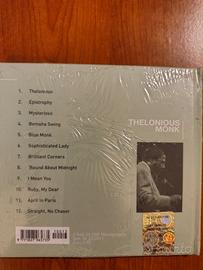 THELONIOUS
MONK
1. Thelonious
2. Epistrophy
3. Mysterioso
4. Bemsha Swing
5. Blue Monk
6. Sophisticated Lady
7. Brilliant Corners
8. 'Round About Midnight
9. I Mean You
10. Ruby, My Dear
11. April in Paris
12. Straight, No Chaser